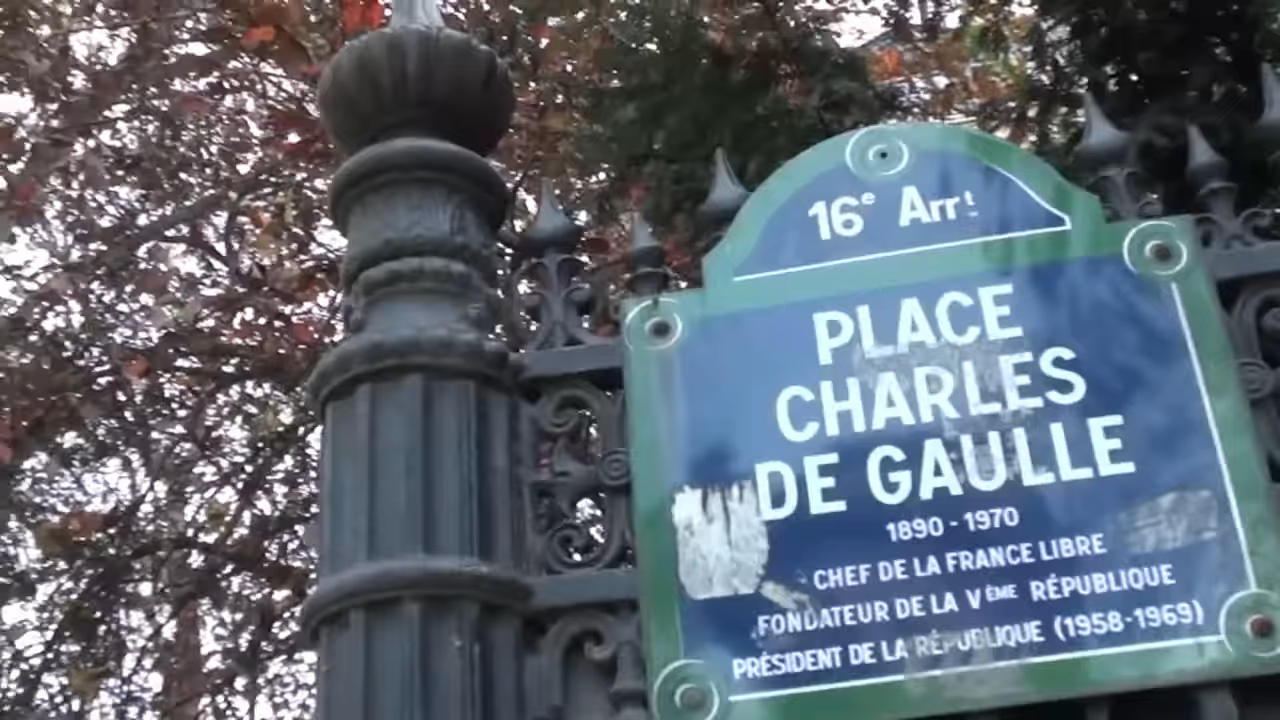 16e Arrt
PLACE
CHARLES
DE GAULLE
1890 - 1970
CHEF DE LA FRANCE LIBRE
FONDATEUR DE LA VÈME RÉPUBLIQUE
PRÉSIDENT DE LA RÉPUBLIQUE (1958-1969)